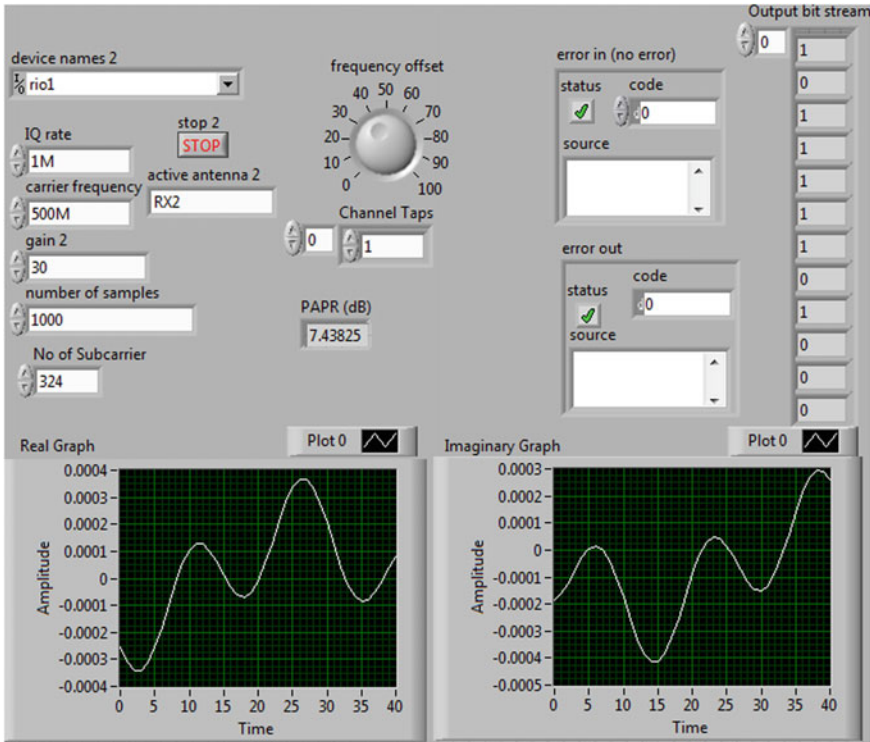 Output bit stream
0
1
0
1
1
1
1
1
0
1
0
0
0
device names 2
rio1
IQ rate
1M
stop 2
STOP
carrier frequency
500M
active antenna 2
RX2
gain 2
30
number of samples
1000
No of Subcarrier
324
frequency offset
0 10 20 30 40 50 60 70 80 90 100
Channel Taps
0 1
PAPR (dB)
7.43825
error in (no error)
status code
0
source
error out
status code
0
source
Real Graph
Plot 0
Amplitude
0.0004
0.0003
0.0002
0.0001
0
-0.0001
-0.0002
-0.0003
-0.0004
0 5 10 15 20 25 30 35 40
Time
Imaginary Graph
Plot 0
Amplitude
0.0003
0.0002
0.0001
0
-0.0001
-0.0002
-0.0003
-0.0004
-0.0005
0 5 10 15 20 25 30 35 40
Time